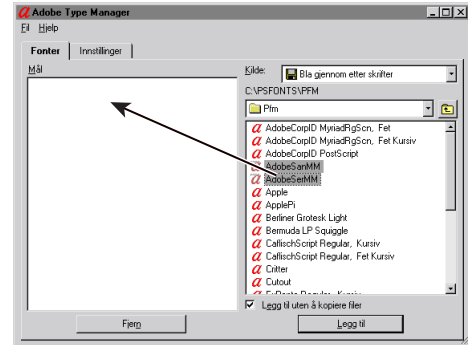 Adobe Type Manager
Fil Hjelp
Fonter Innstillinger
Mål
Kilde: Bla gjennom etter skrifter
C:\PSFONTS\PFM
Pfm
AdobeCorpID MyriadRgScn, Fet
AdobeCorpID MyriadRgScn, Fet Kursiv
AdobeCorpID PostScript
AdobeSanMM
AdobeSerMM
Apple
ApplePi
Berliner Grotesk Light
Bermuda LP Squiggle
CaflischScript Regular, Kursiv
CaflischScript Regular, Fet Kursiv
Critter
Cutout
Legg til uten å kopiere filer
Fjern
Legg til